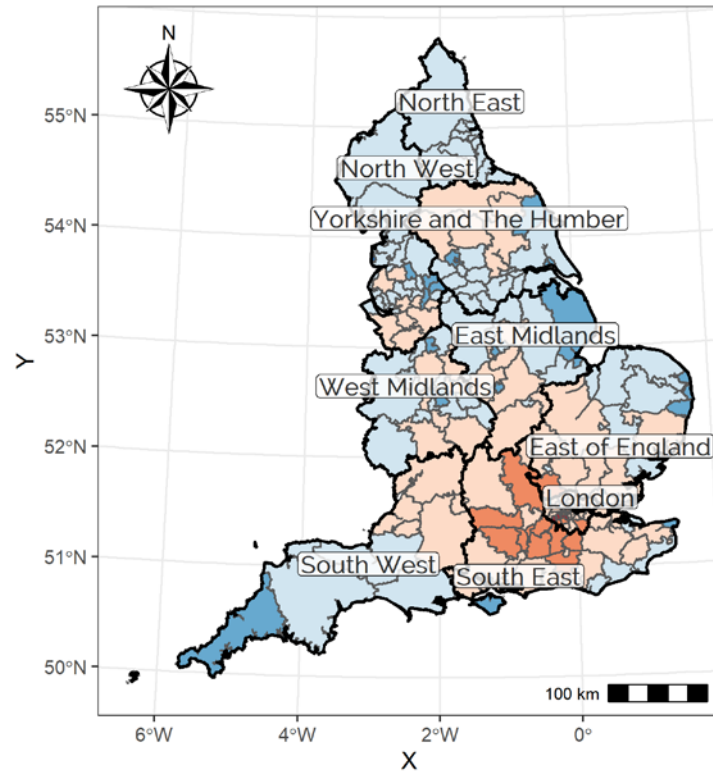 N
55°N
North East
North West
54°N
Yorkshire and The Humber
53°N
East Midlands
West Midlands
52°N
East of England
London
51°N
South West
South East
50°N
100 km
6°W
4°W
2°W
0°
X
Y